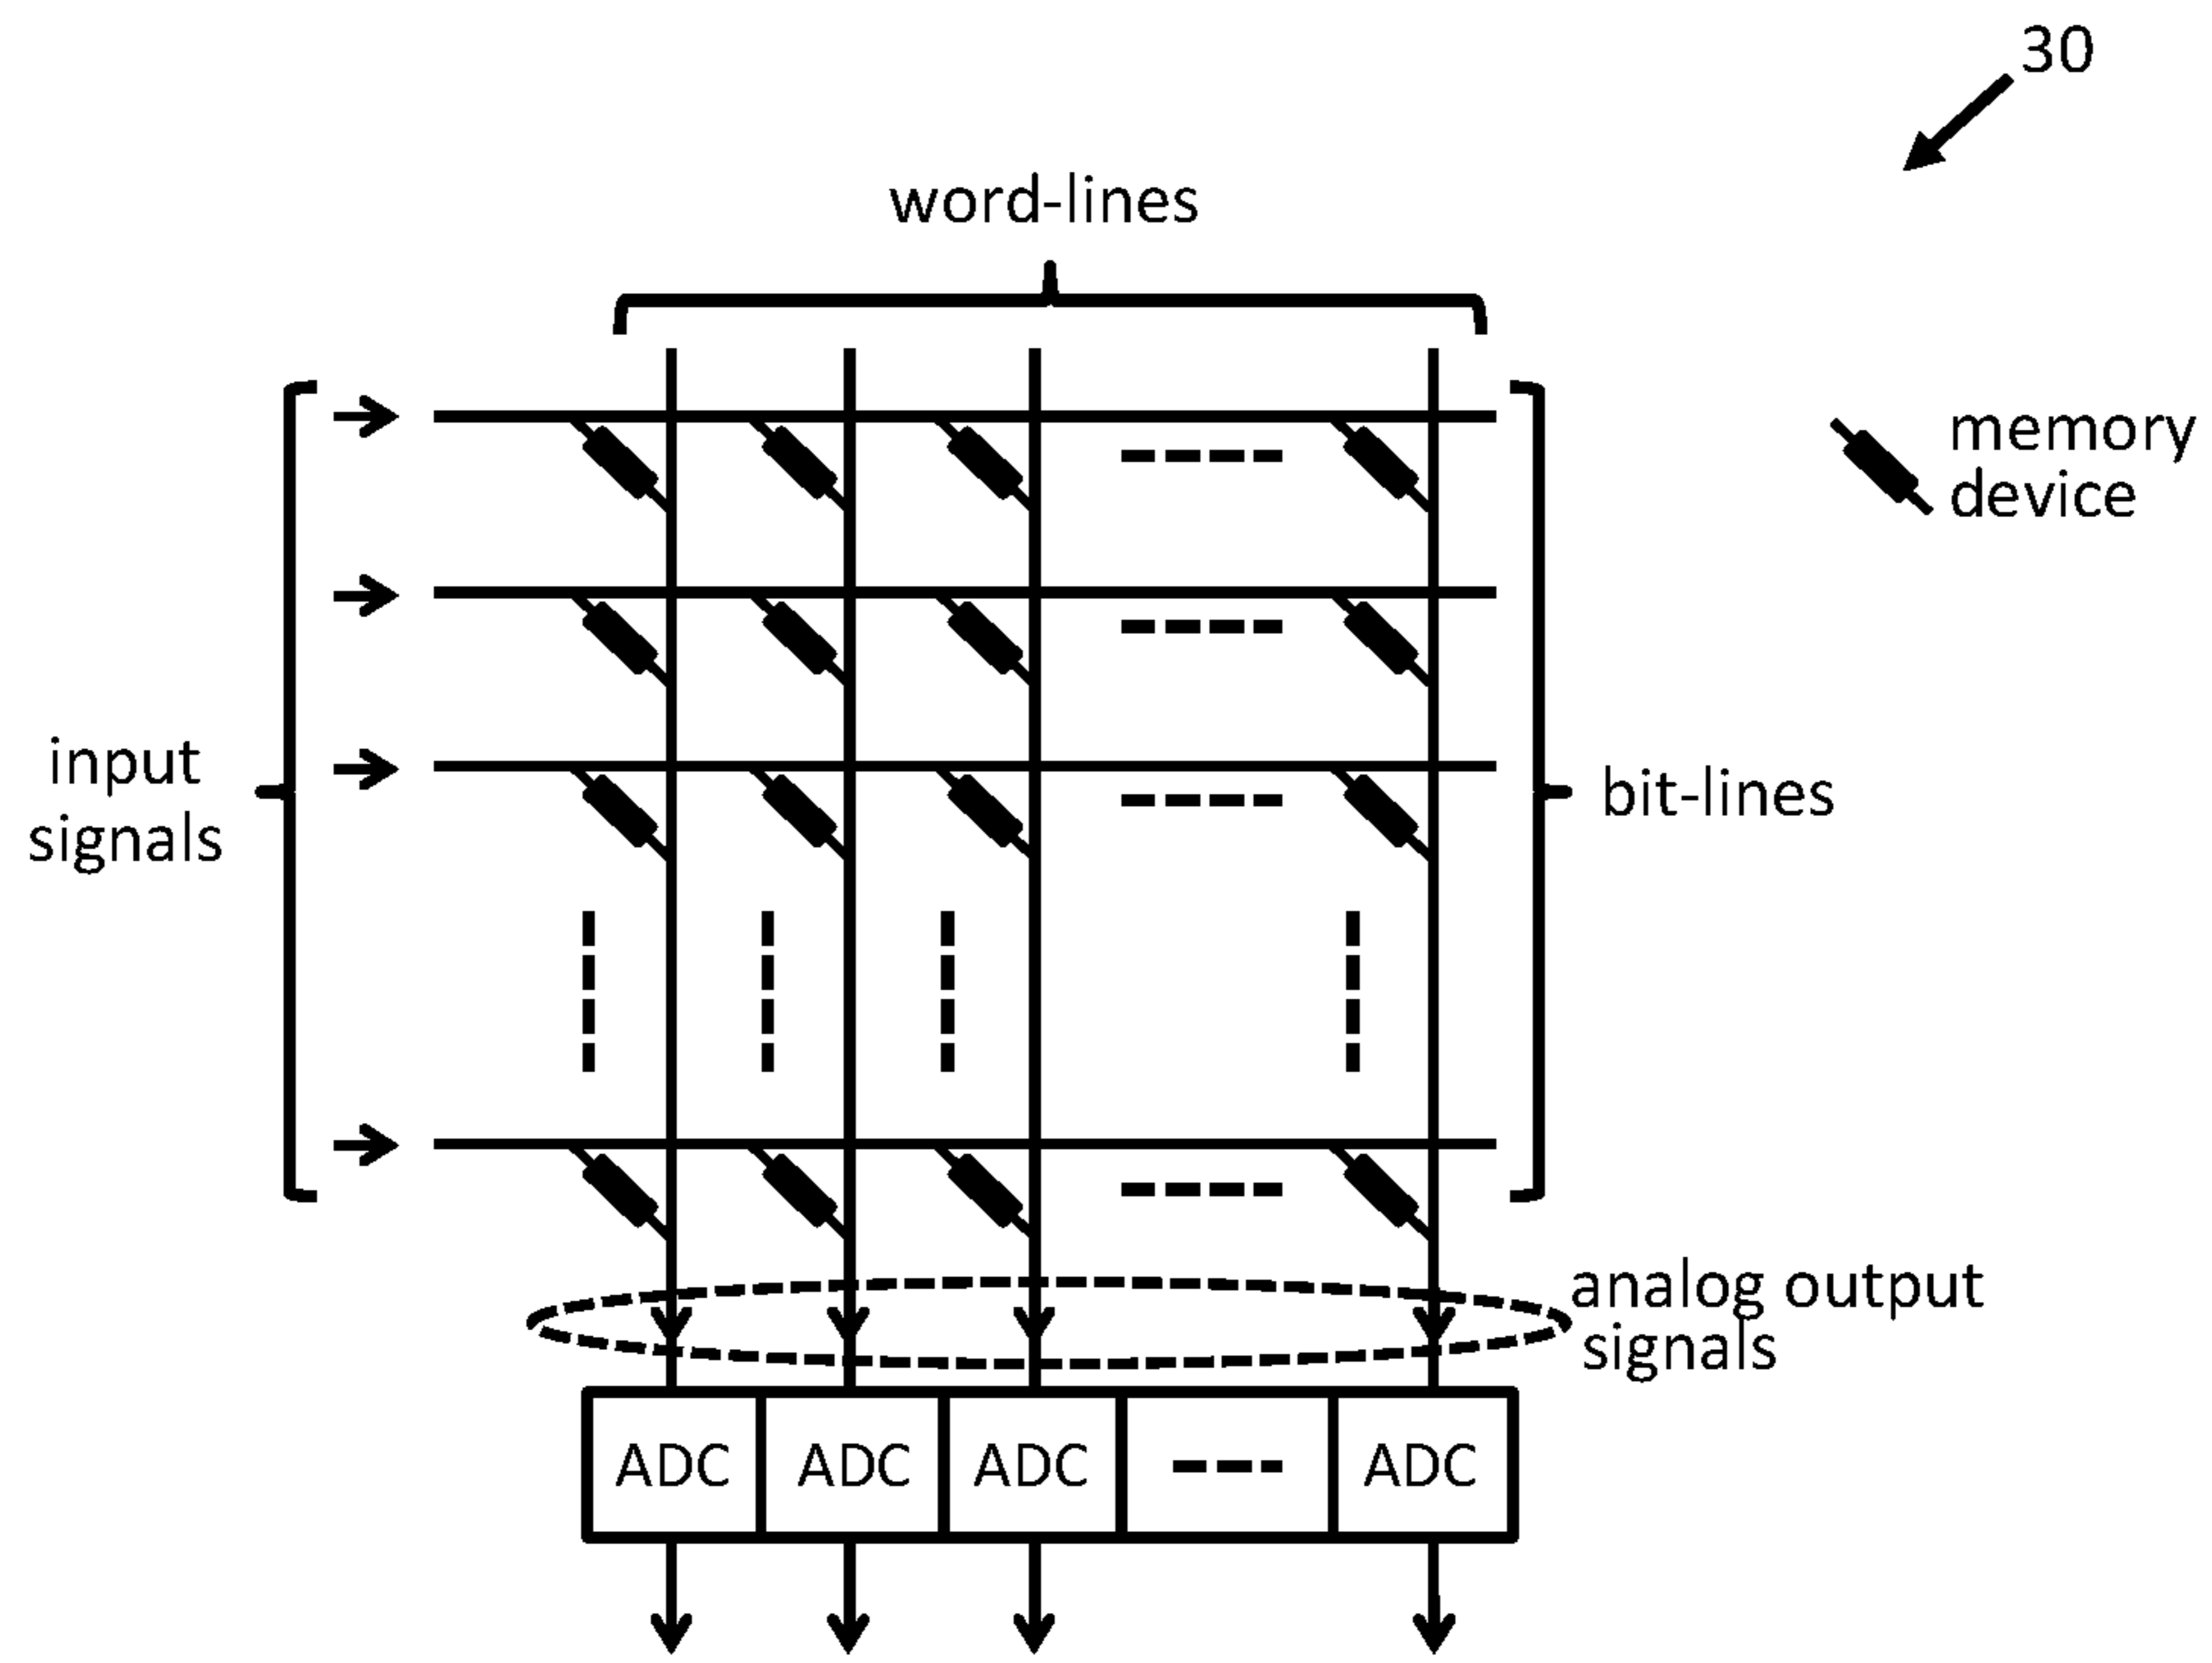 30
word-lines
memory
device
input
signals
bit-lines
analog output
signals
ADC ADC ADC ADC